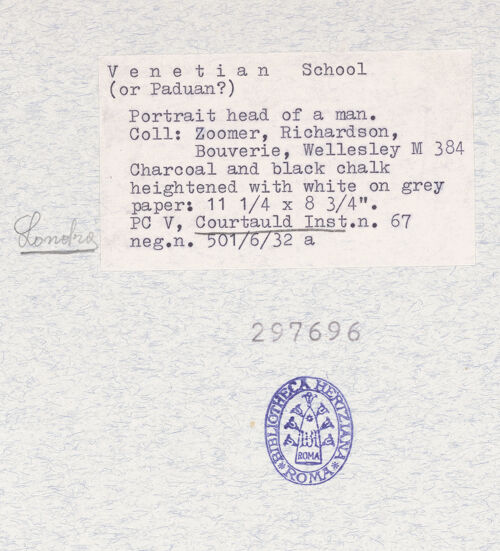 Venetian School
(or Paduan?)
Portrait head of a man.
Coll: Zoomer, Richardson,
Bouverie, Wellesley M 384
Charcoal and black chalk
heightened with white on grey
paper: 11 1/4 x 8 3/4".
PC V, Courtauld Inst.n. 67
Londra
neg.n. 501/6/32 a
297696
BIBLIOTHECA HERTZIANA
ROMA
ROMA